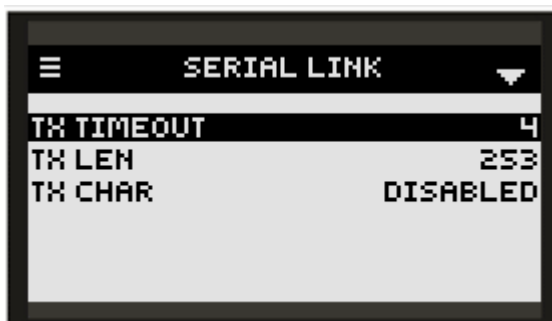 SERIAL LINK
TX TIMEOUT 4
TX LEN 253
TX CHAR DISABLED